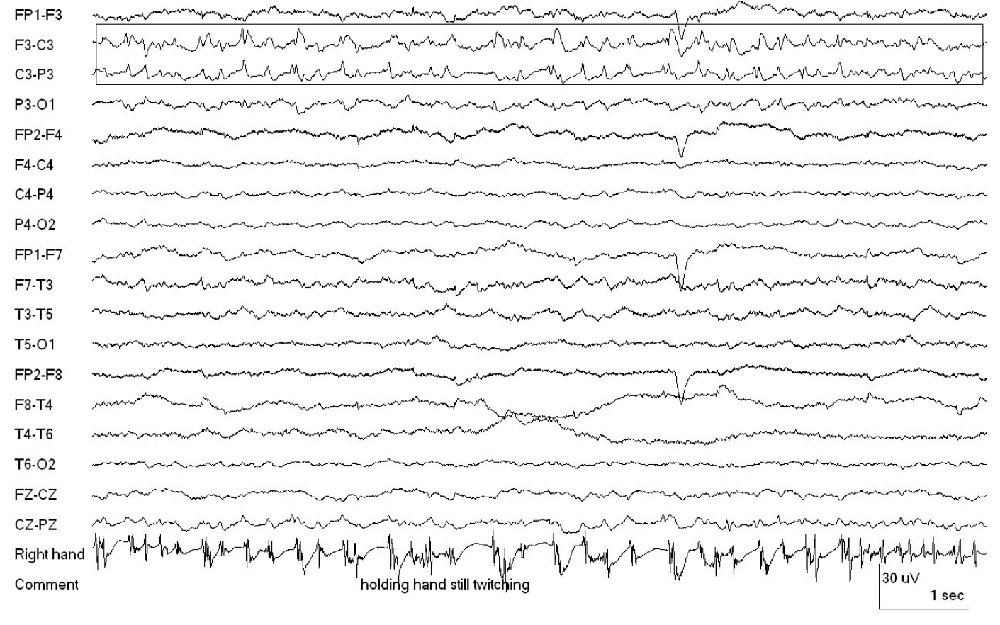 FP1-F3
F3-C3
C3-P3
P3-O1
FP2-F4
F4-C4
C4-P4
P4-O2
FP1-F7
F7-T3
T3-T5
T5-O1
FP2-F8
F8-T4
T4-T6
T6-O2
FZ-CZ
CZ-PZ
Right hand
Comment holding hand still twitching
30 uV
1 sec